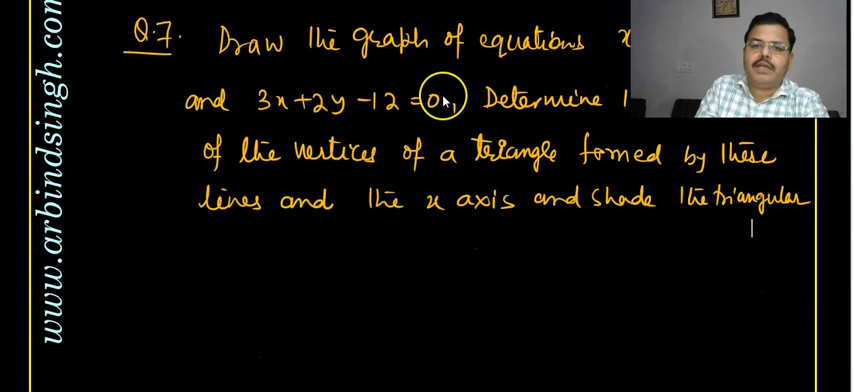 Q.7. Draw the graph of equations x
and 3x+2y-12=0, Determine
of the vertices of a triangle formed by these
lines and the x axis and shade the triangular
www.arbindsingh.com